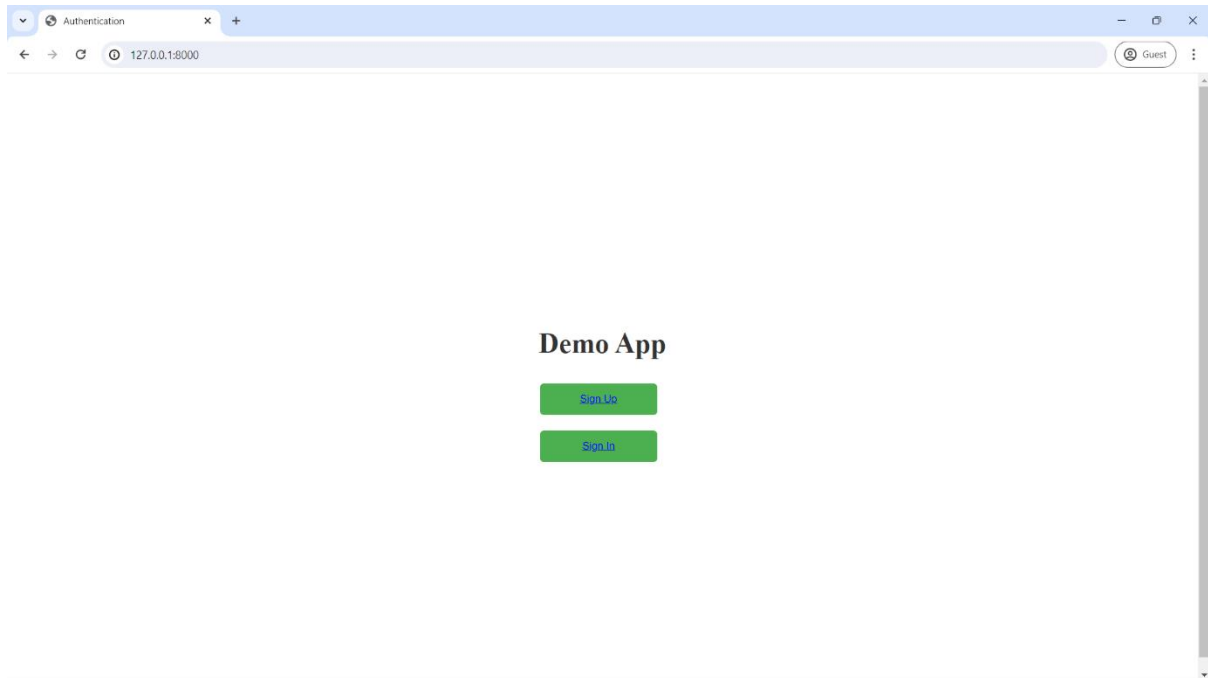 Authentication
127.0.0.1:8000
Guest
Demo App
Sign Up
Sign In